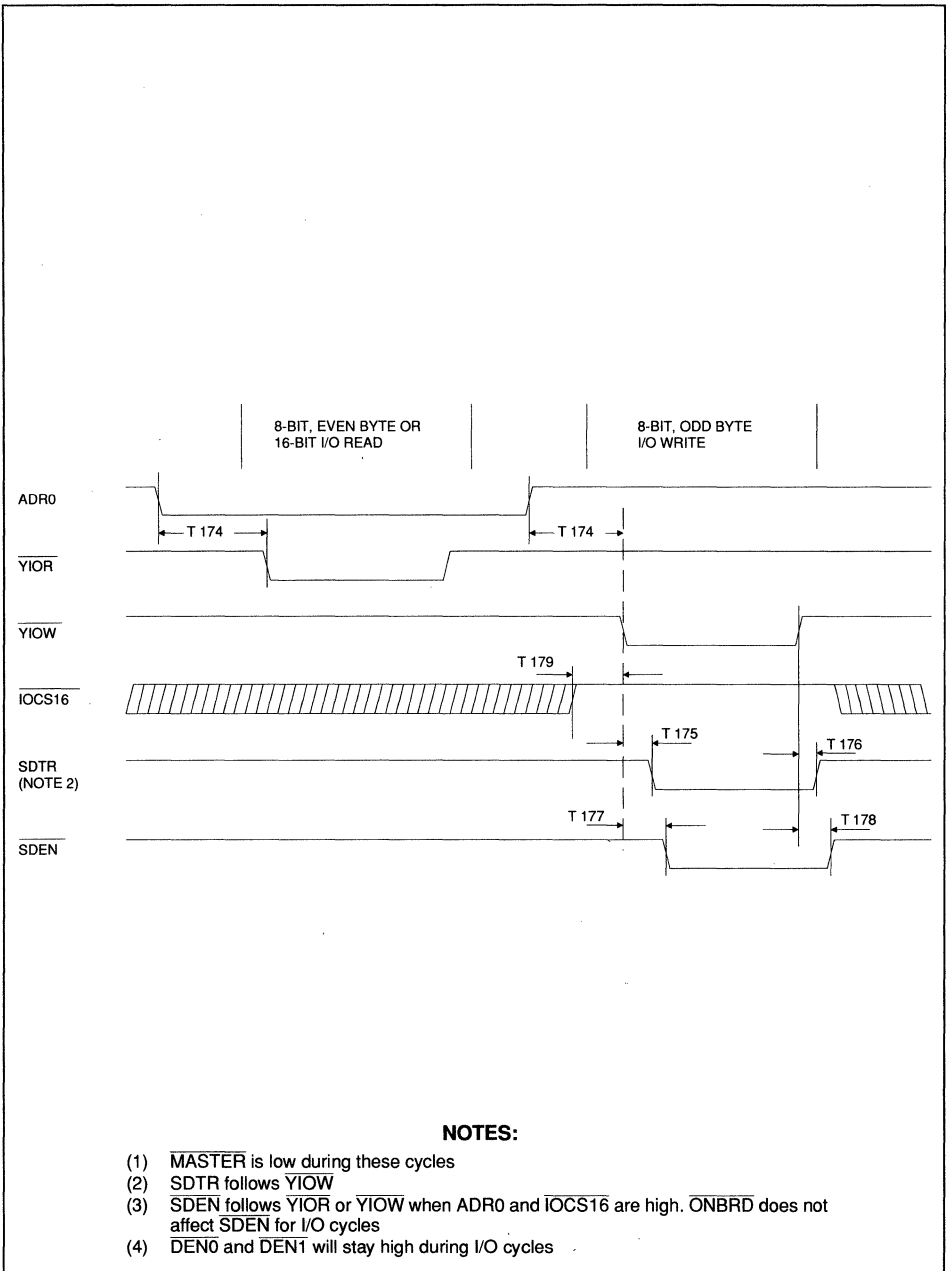 8-BIT, EVEN BYTE OR
16-BIT I/O READ
8-BIT, ODD BYTE
I/O WRITE
ADR0
T 174
T 174
YIOR
YIOW
T 179
IOCS16
T 175
T 176
SDTR
(NOTE 2)
T 177
T 178
SDEN
NOTES:
(1) MASTER is low during these cycles
(2) SDTR follows YIOW
(3) SDEN follows YIOR or YIOW when ADR0 and IOCS16 are high. ONBRD does not
affect SDEN for I/O cycles
(4) DEN0 and DEN1 will stay high during I/O cycles